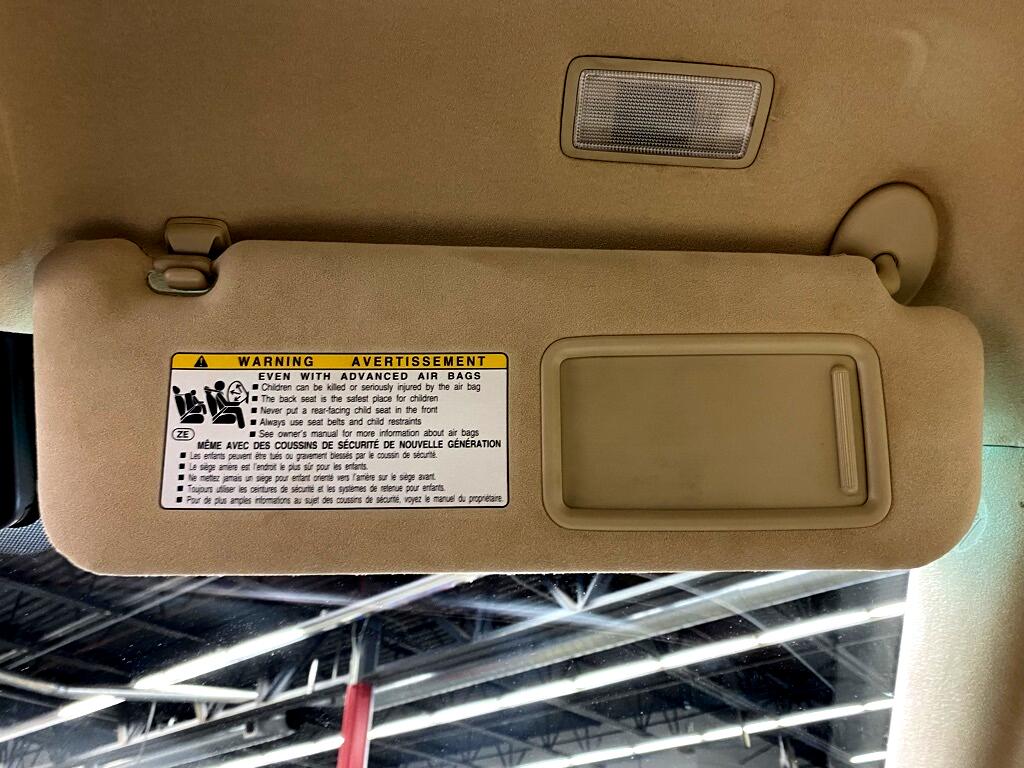 WARNING AVERTISSEMENT
EVEN WITH ADVANCED AIR BAGS
■ Children can be killed or seriously injured by the air bag
■ The back seat is the safest place for children
■ Never put a rear-facing child seat in the front
■ Always use seat belts and child restraints
■ See owner's manual for more information about air bags
ZE
MÊME AVEC DES COUSSINS DE SÉCURITÉ DE NOUVELLE GÉNÉRATION
■ Les enfants peuvent être tués ou gravement blessés par le coussin de sécurité.
■ Le siège arrière est l'endroit le plus sûr pour les enfants.
■ Ne mettez jamais un siège pour enfant orienté vers l'arrière sur le siège avant.
■ Toujours utiliser les ceintures de sécurité et les systèmes de retenue pour enfants.
■ Pour de plus amples informations au sujet des coussins de sécurité, voyez le manuel du propriétaire.